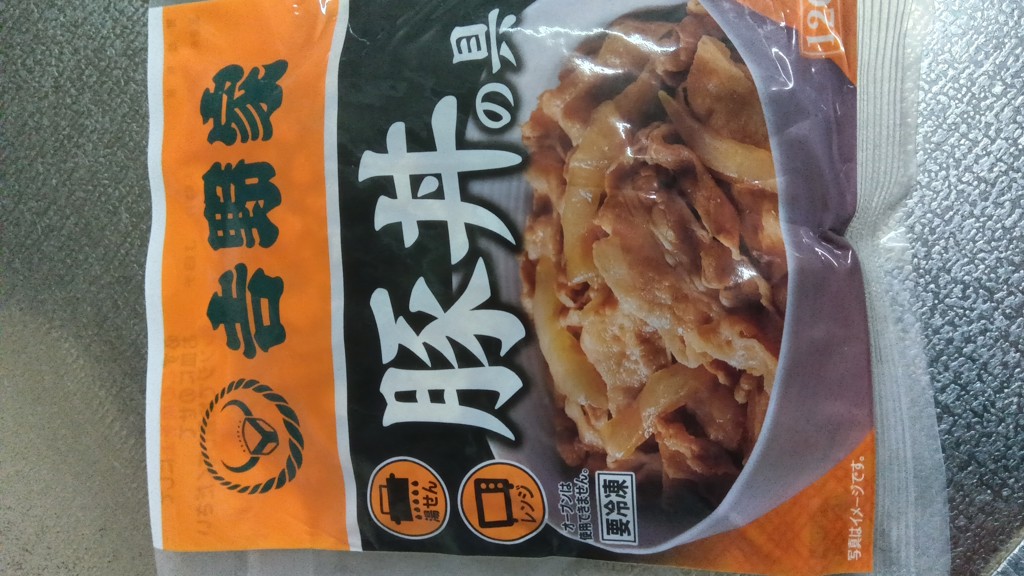 吉野家
豚丼の具
湯せん
レンジ
オーブンは
使用できません。
要冷凍
写真はイメージです。